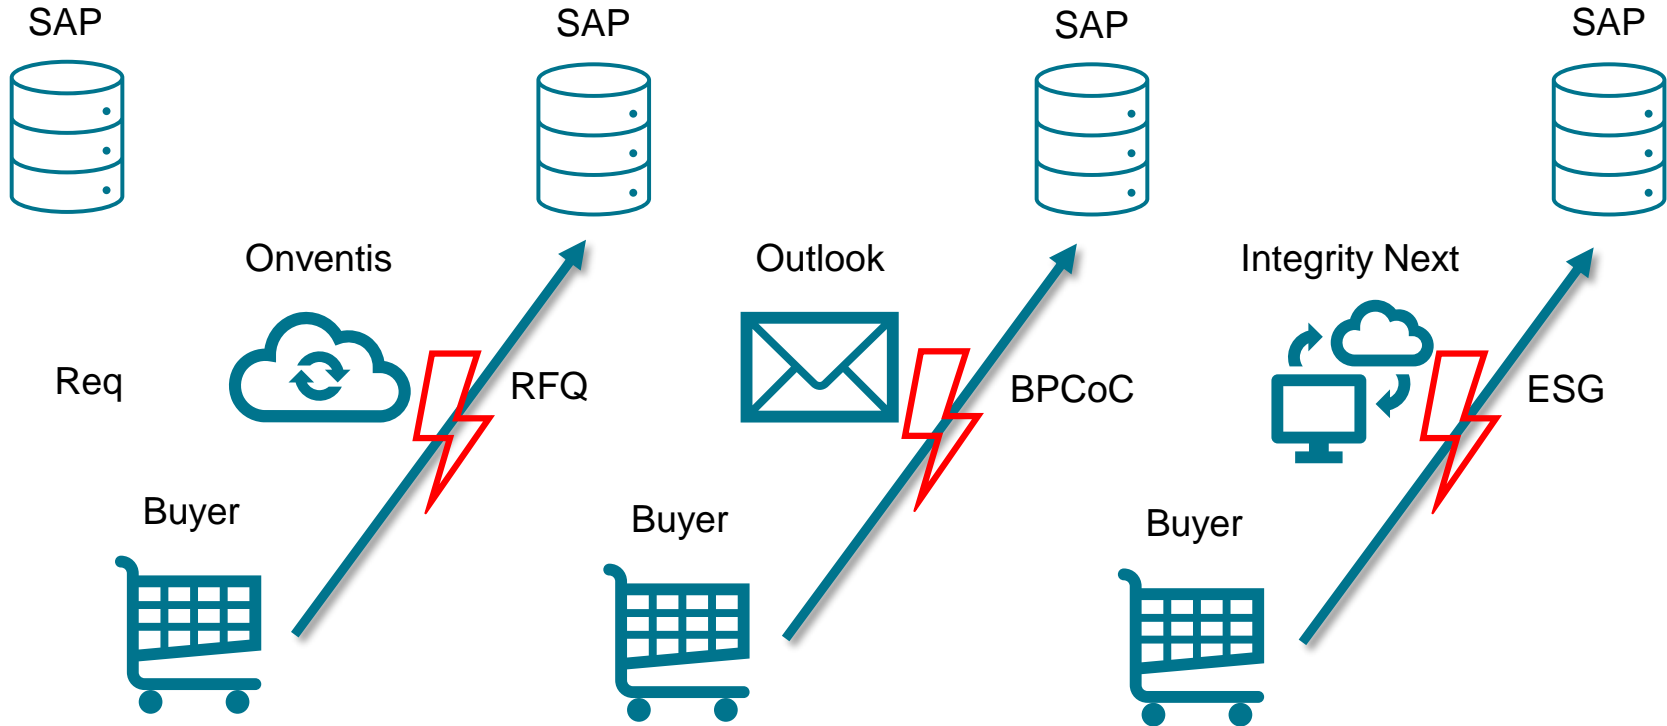 SAP
SAP
SAP
SAP
Onventis
Outlook
Integrity Next
Req
RFQ
BPCoC
ESG
Buyer
Buyer
Buyer